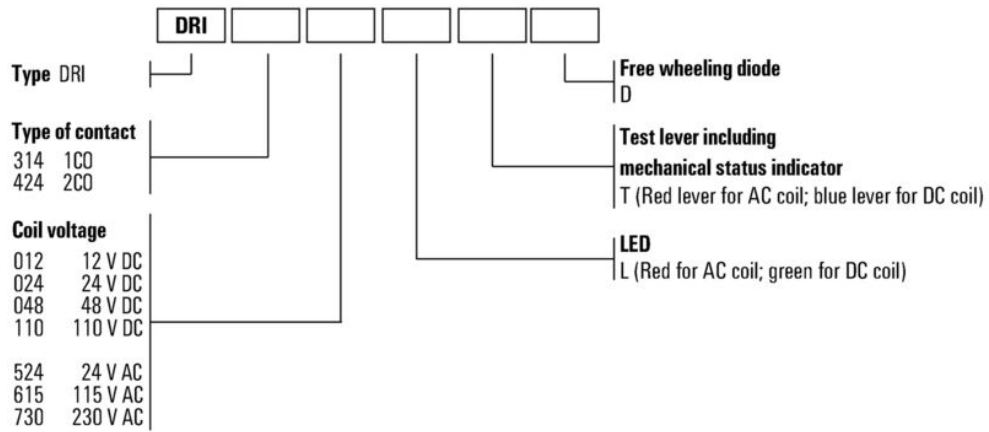 DRI
Type DRI
Type of contact
314 1CO
424 2CO
Coil voltage
012 12 V DC
024 24 V DC
048 48 V DC
110 110 V DC
524 24 V AC
615 115 V AC
730 230 V AC
Free wheeling diode
D
Test lever including
mechanical status indicator
T (Red lever for AC coil; blue lever for DC coil)
LED
L (Red for AC coil; green for DC coil)